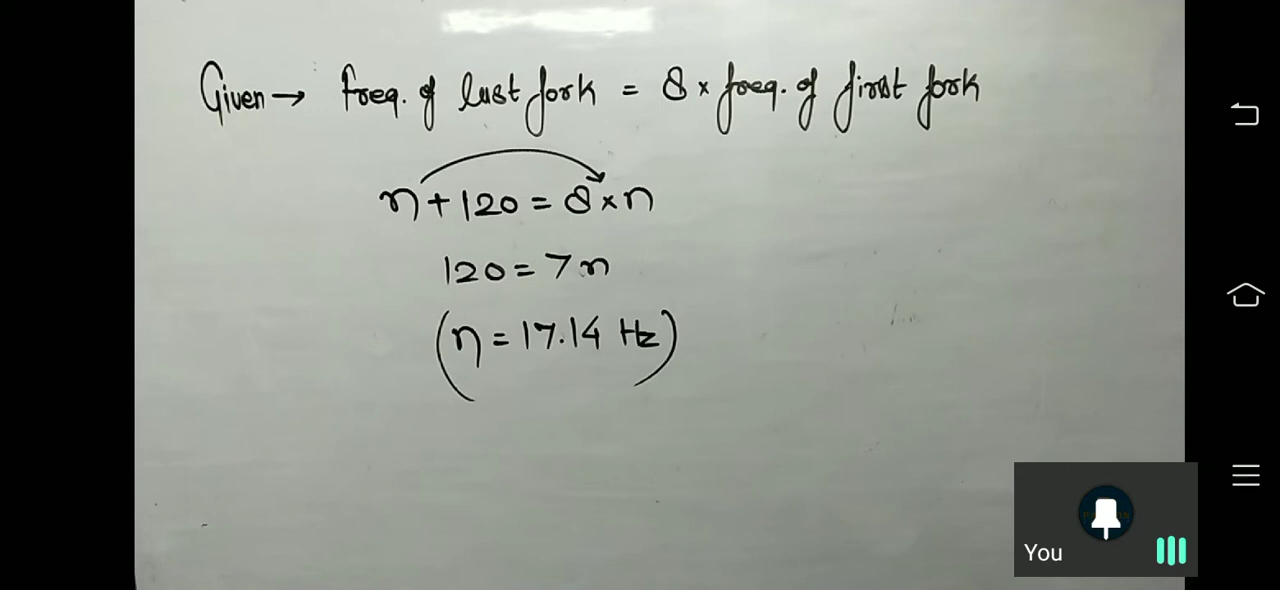 Given → freq. of last fork = 8 × freq. of first fork
n + 120 = 8 × n
120 = 7n
(n = 17.14 Hz)
You